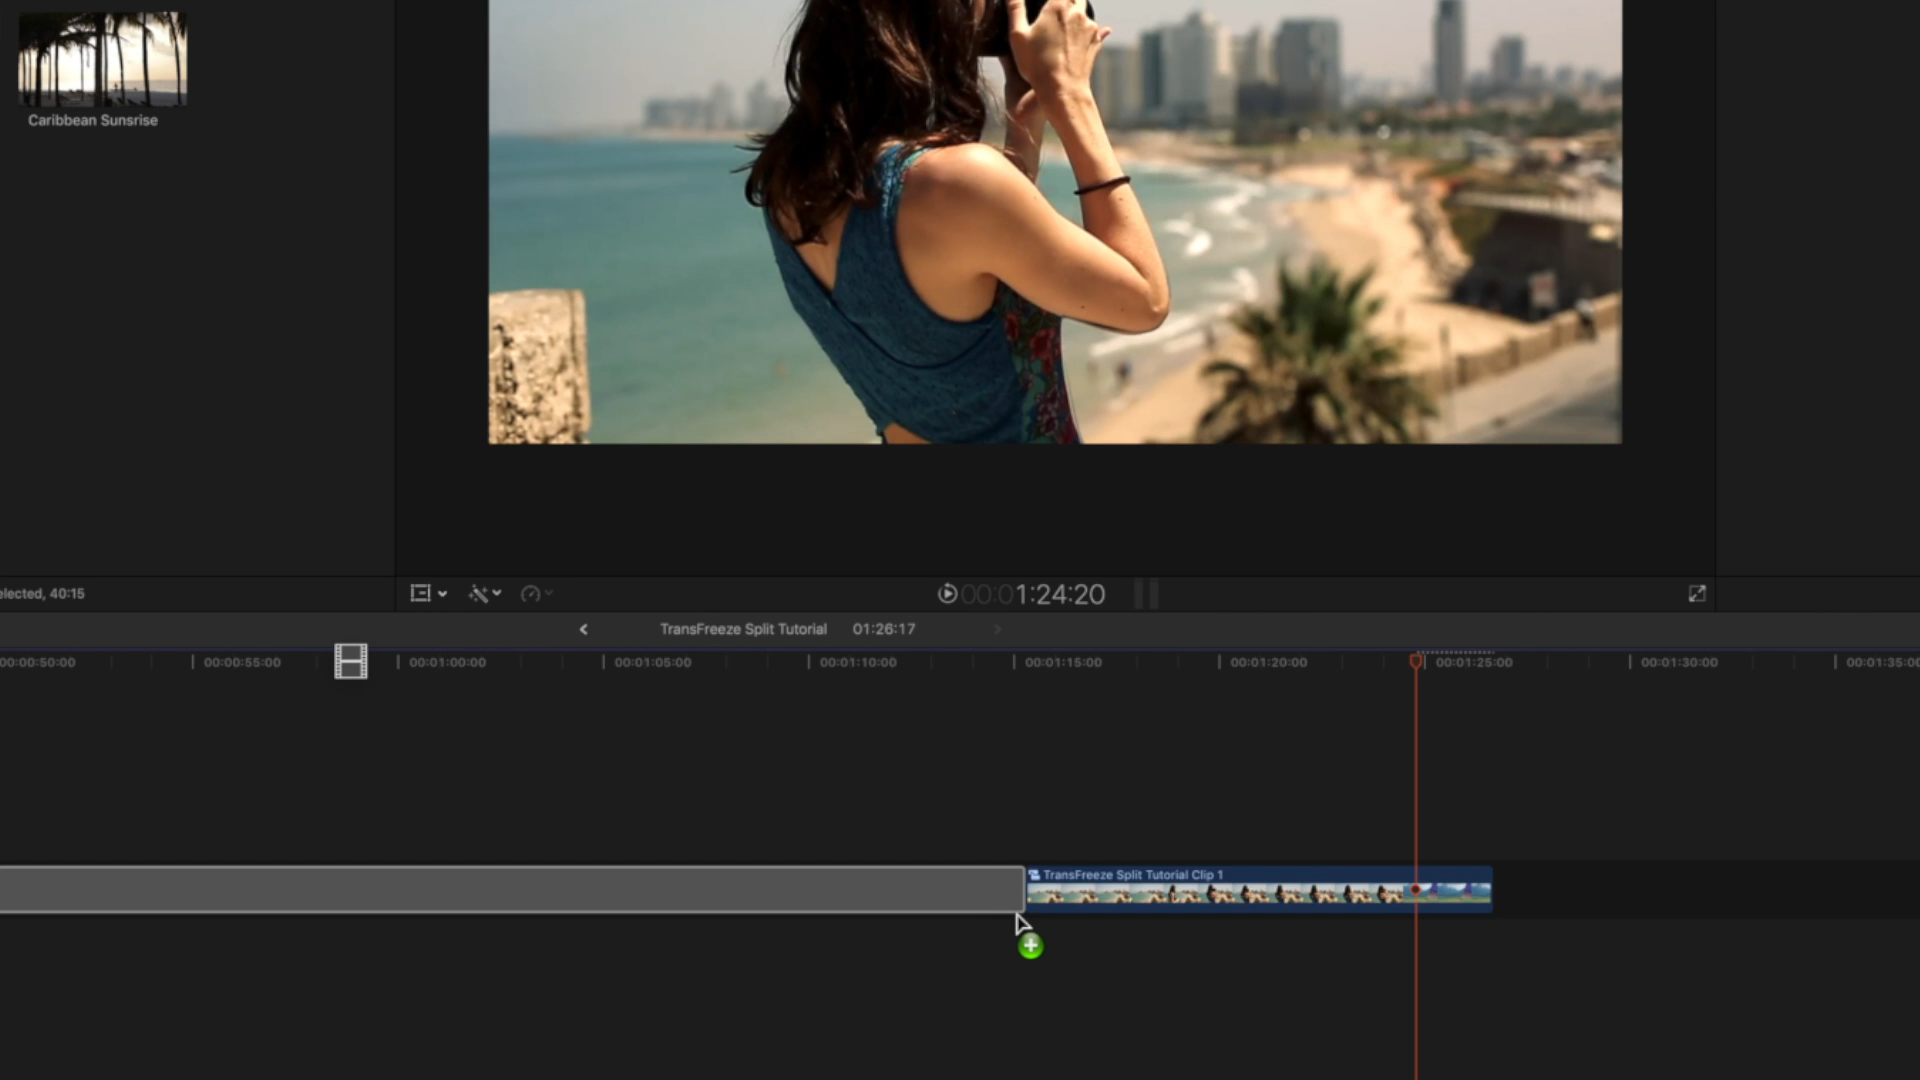 Caribbean Sunsrise
elected, 40:15
00:01:24:20
TransFreeze Split Tutorial 01:26:17
00:00:50:00 00:00:55:00 00:01:00:00 00:01:05:00 00:01:10:00 00:01:15:00 00:01:20:00 00:01:25:00 00:01:30:00 00:01:35:00
TransFreeze Split Tutorial Clip 1